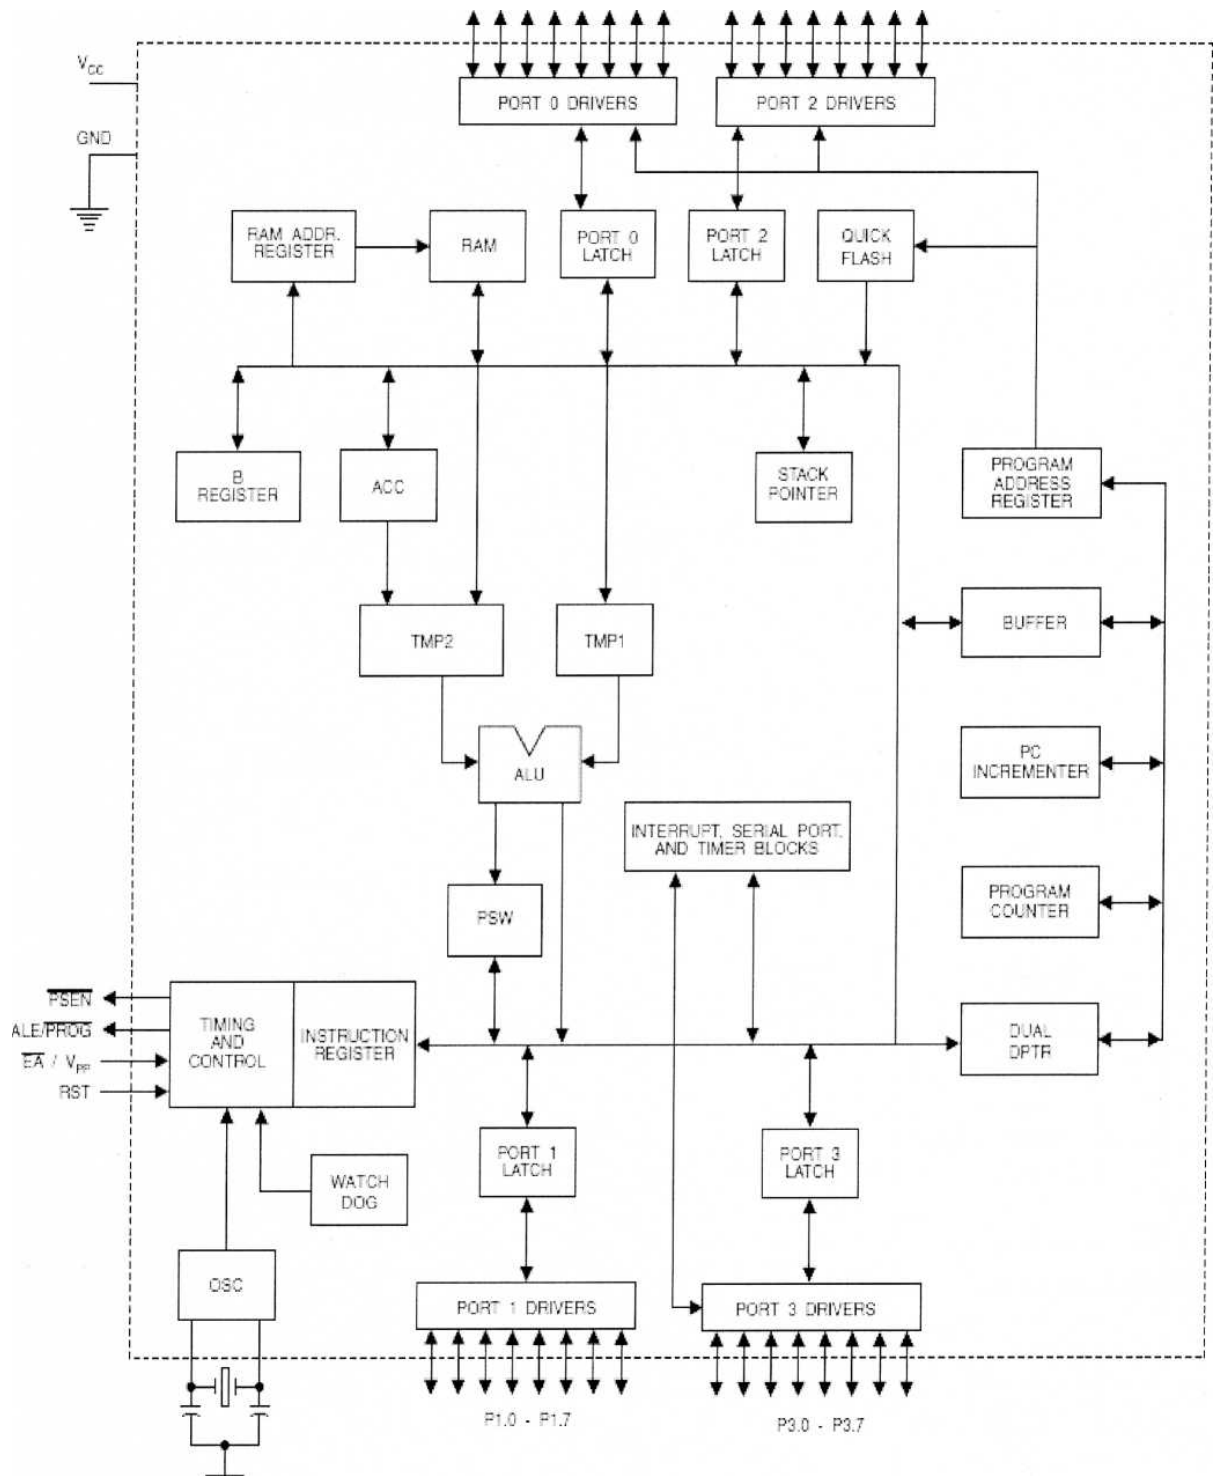 V_CC
GND
PORT 0 DRIVERS
PORT 2 DRIVERS
RAM ADDR.
REGISTER
RAM
PORT 0
LATCH
PORT 2
LATCH
QUICK
FLASH
B
REGISTER
ACC
STACK
POINTER
PROGRAM
ADDRESS
REGISTER
TMP2
TMP1
BUFFER
ALU
PC
INCREMENTER
INTERRUPT, SERIAL PORT,
AND TIMER BLOCKS
PSW
PROGRAM
COUNTER
PSEN
ALE/PROG
EA / V_PP
RST
TIMING
AND
CONTROL
INSTRUCTION
REGISTER
DUAL
DPTR
WATCH
DOG
PORT 1
LATCH
PORT 3
LATCH
OSC
PORT 1 DRIVERS
PORT 3 DRIVERS
P1.0 - P1.7
P3.0 - P3.7